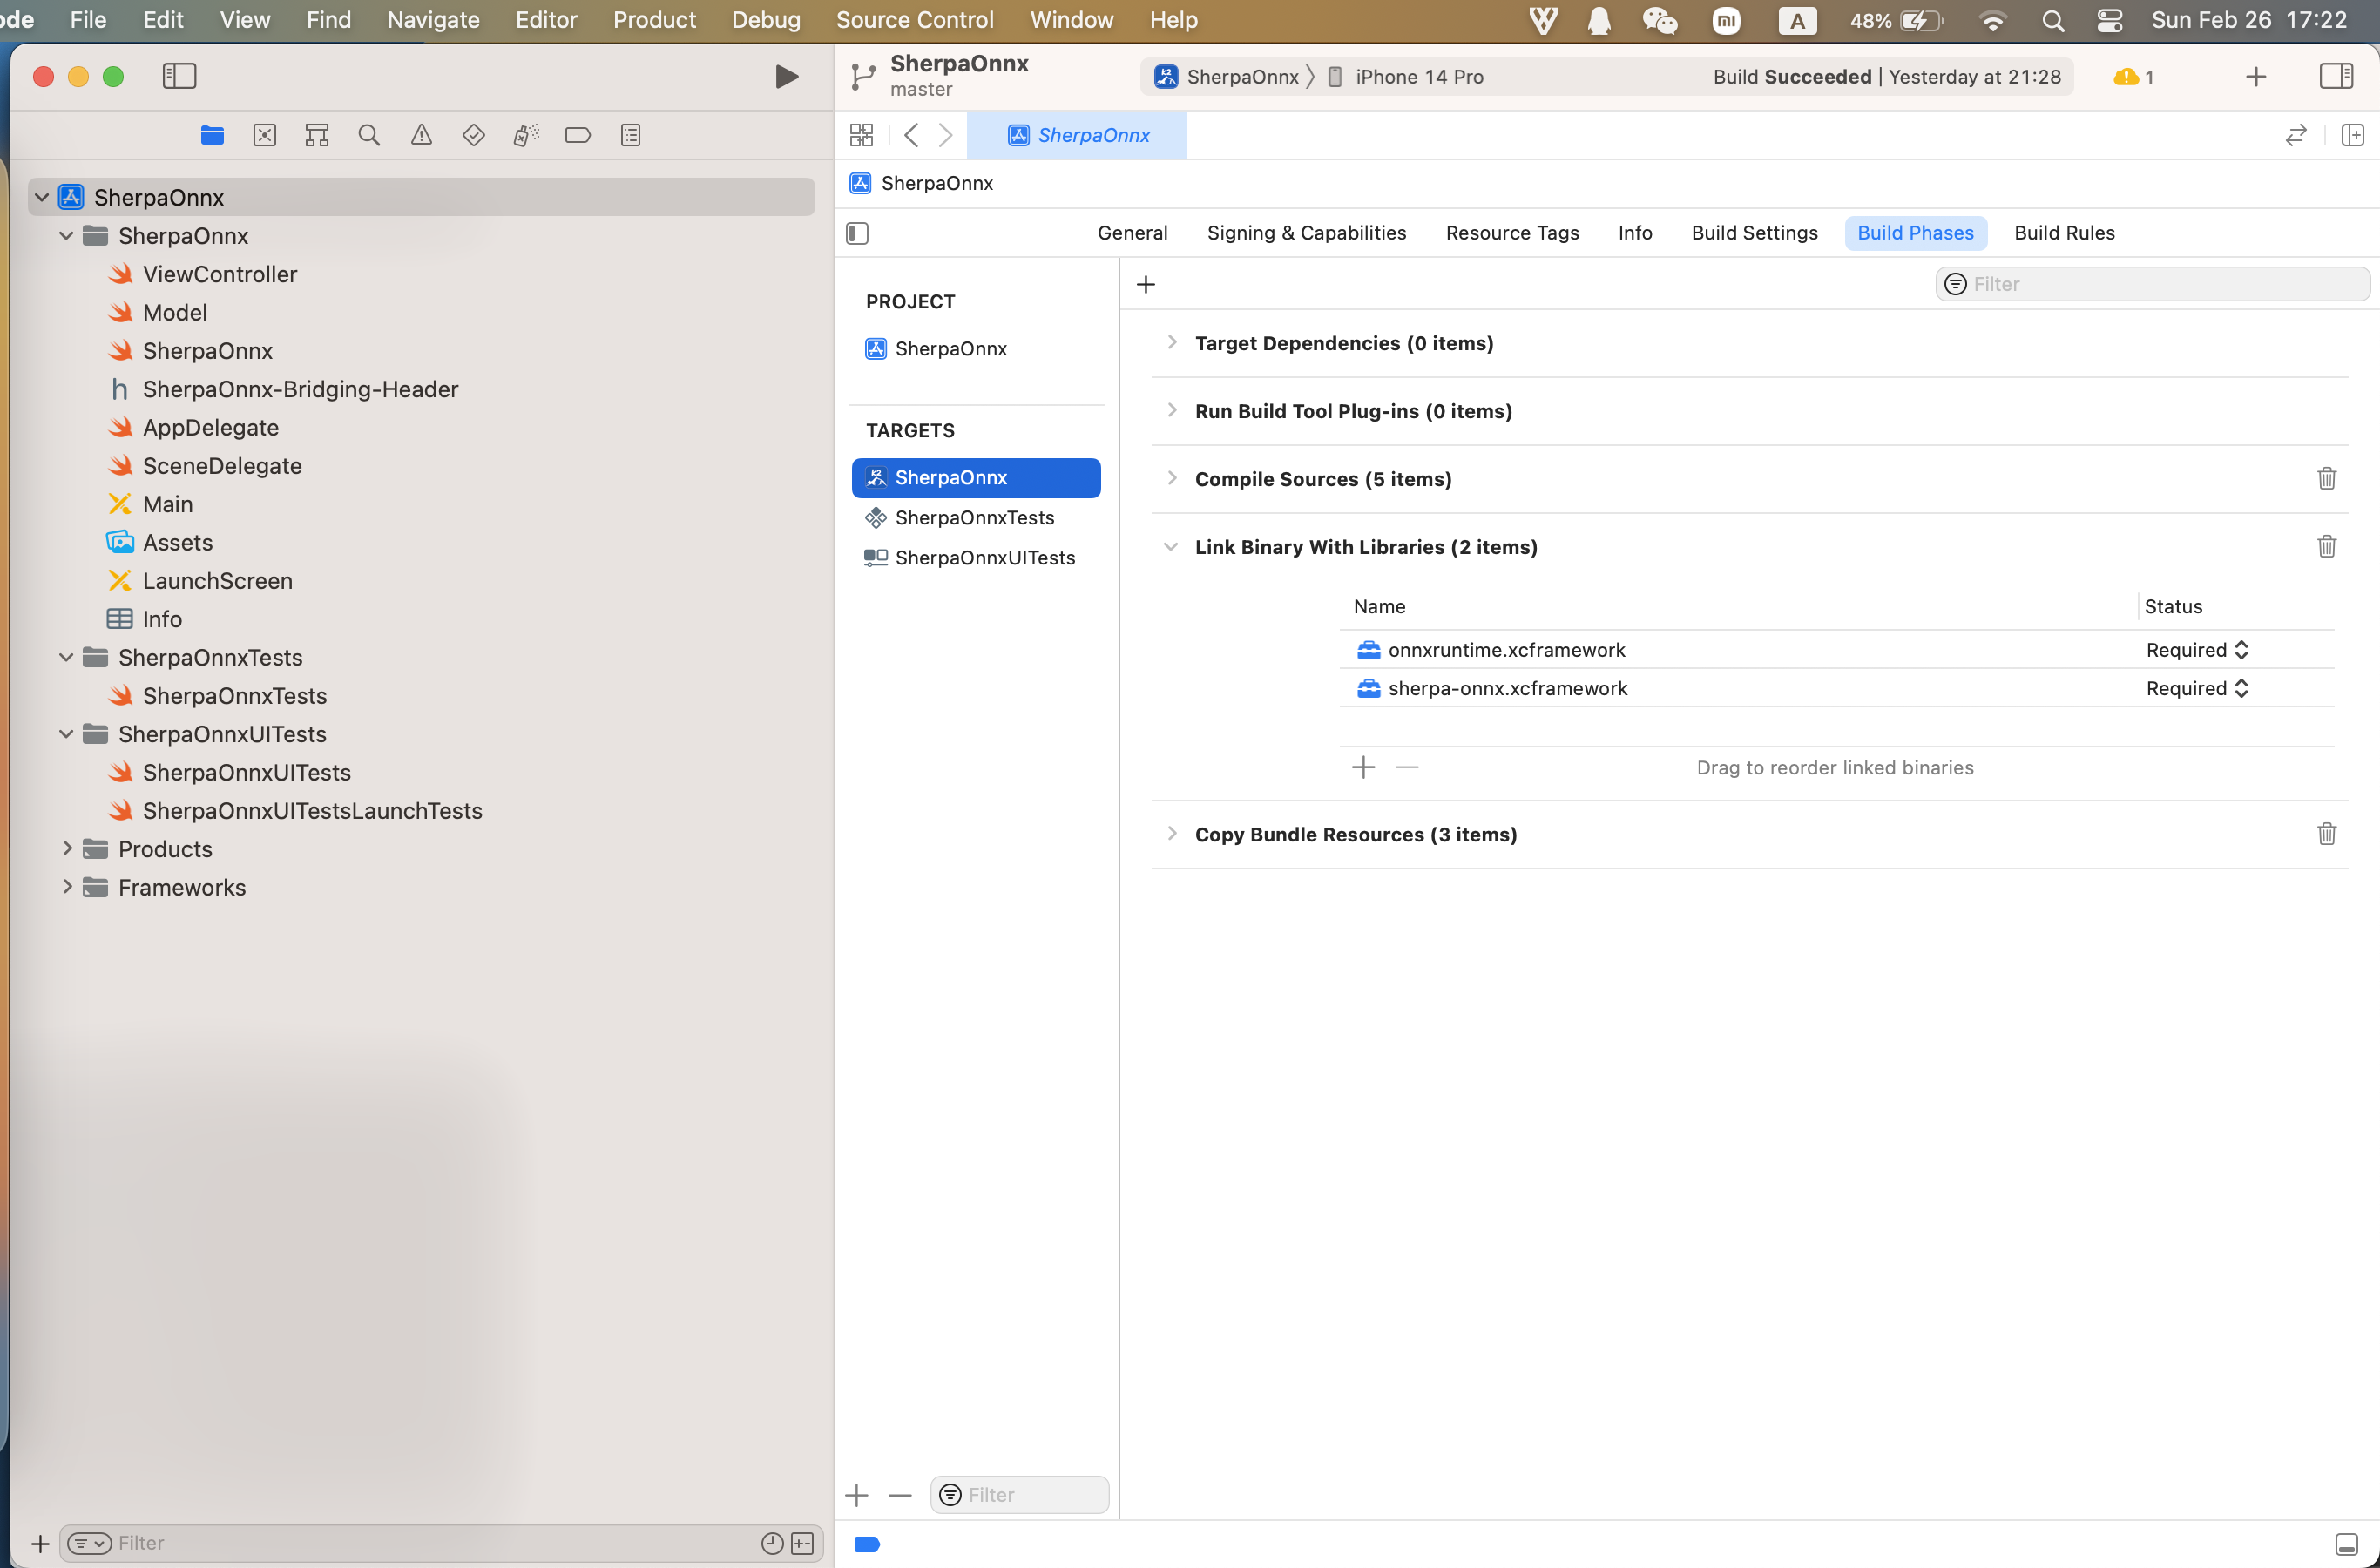 ode File Edit View Find Navigate Editor Product Debug Source Control Window Help A 48% Sun Feb 26 17:22
SherpaOnnx
master
SherpaOnnx iPhone 14 Pro Build Succeeded | Yesterday at 21:28 1
SherpaOnnx
SherpaOnnx
General Signing & Capabilities Resource Tags Info Build Settings Build Phases Build Rules
SherpaOnnx
SherpaOnnx
ViewController
Model
SherpaOnnx
SherpaOnnx-Bridging-Header
AppDelegate
SceneDelegate
Main
Assets
LaunchScreen
Info
SherpaOnnxTests
SherpaOnnxTests
SherpaOnnxUITests
SherpaOnnxUITests
SherpaOnnxUITestsLaunchTests
Products
Frameworks
Filter
PROJECT
SherpaOnnx
TARGETS
SherpaOnnx
SherpaOnnxTests
SherpaOnnxUITests
Filter
Filter
Target Dependencies (0 items)
Run Build Tool Plug-ins (0 items)
Compile Sources (5 items)
Link Binary With Libraries (2 items)
Name Status
onnxruntime.xcframework Required
sherpa-onnx.xcframework Required
Drag to reorder linked binaries
Copy Bundle Resources (3 items)